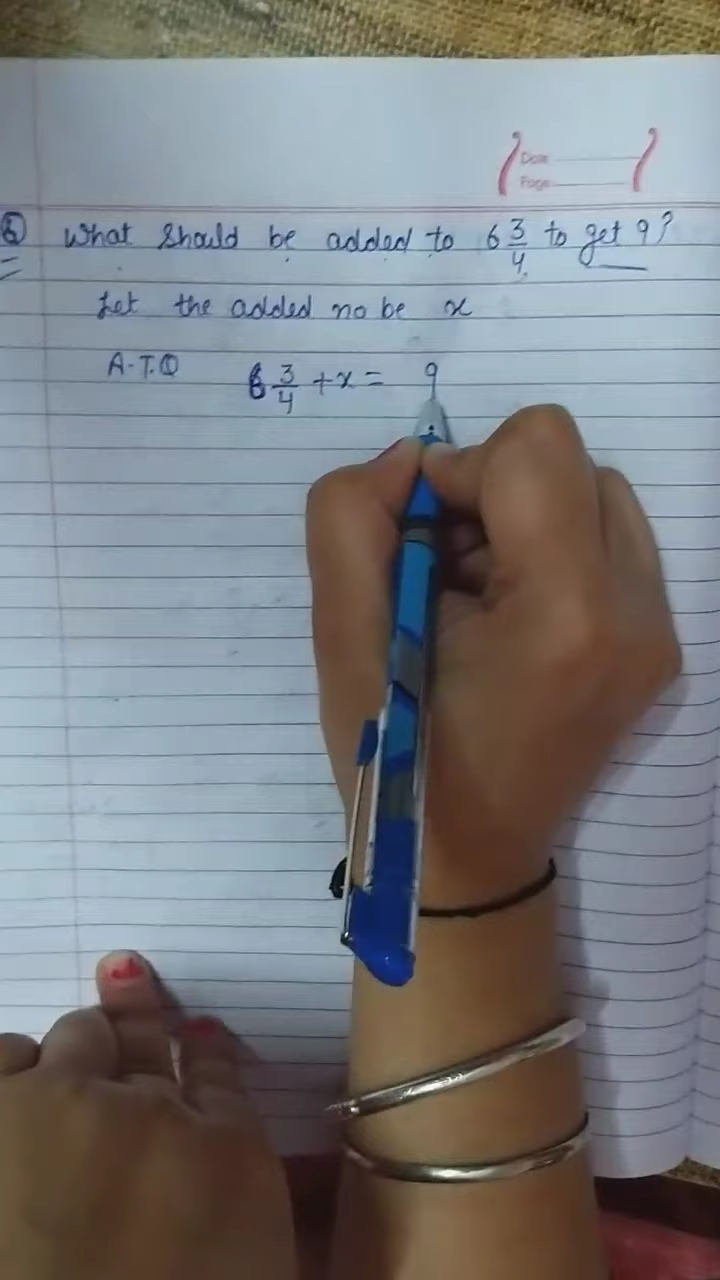 Date
Page
6 What should be added to 6 3/4 to get 9?
Let the added no be x
A.T.Q 6 3/4 + x = 9